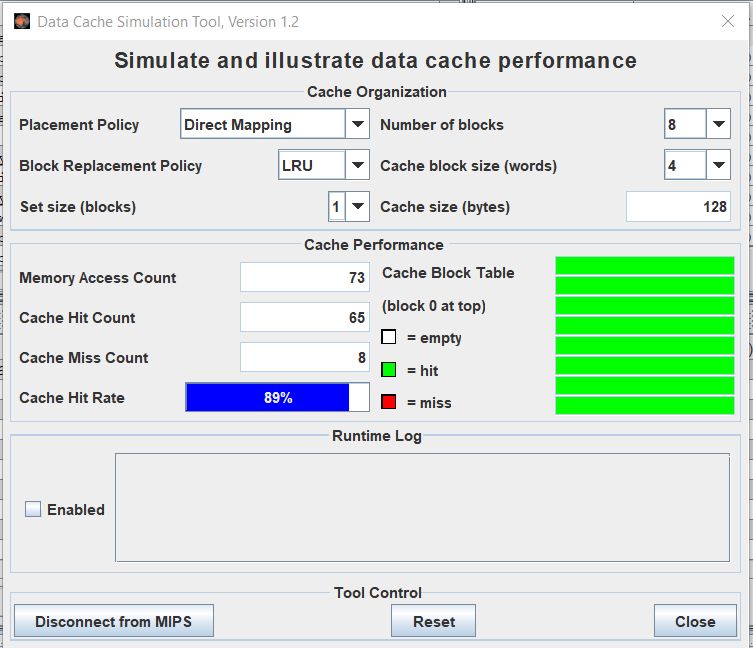 Data Cache Simulation Tool, Version 1.2
Simulate and illustrate data cache performance
Cache Organization
Placement Policy Direct Mapping Number of blocks 8
Block Replacement Policy LRU Cache block size (words) 4
Set size (blocks) 1 Cache size (bytes) 128
Cache Performance
Memory Access Count 73 Cache Block Table
(block 0 at top)
Cache Hit Count 65
= empty
Cache Miss Count 8
= hit
Cache Hit Rate 89%
= miss
Runtime Log
Enabled
Tool Control
Disconnect from MIPS Reset Close